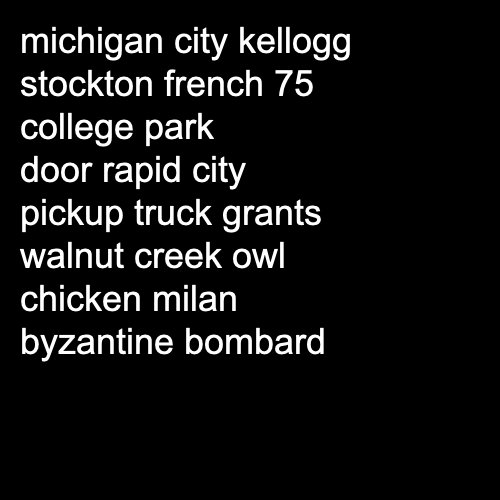 michigan city kellogg
stockton french 75
college park
door rapid city
pickup truck grants
walnut creek owl
chicken milan
byzantine bombard